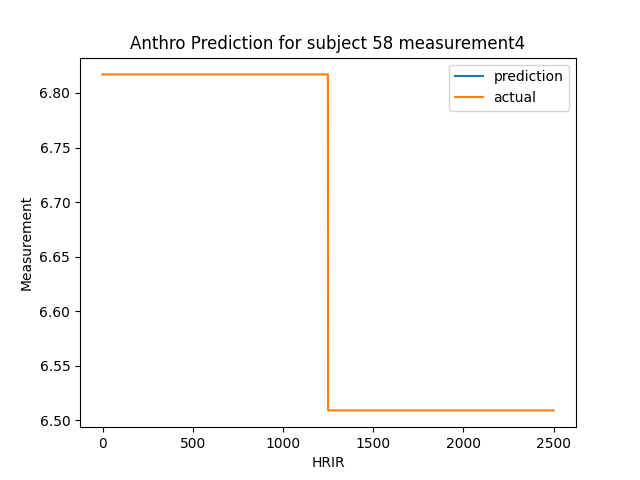 Anthro Prediction for subject 58 measurement4
prediction
actual
6.80
6.75
6.70
6.65
6.60
6.55
6.50
Measurement
0 500 1000 1500 2000 2500
HRIR